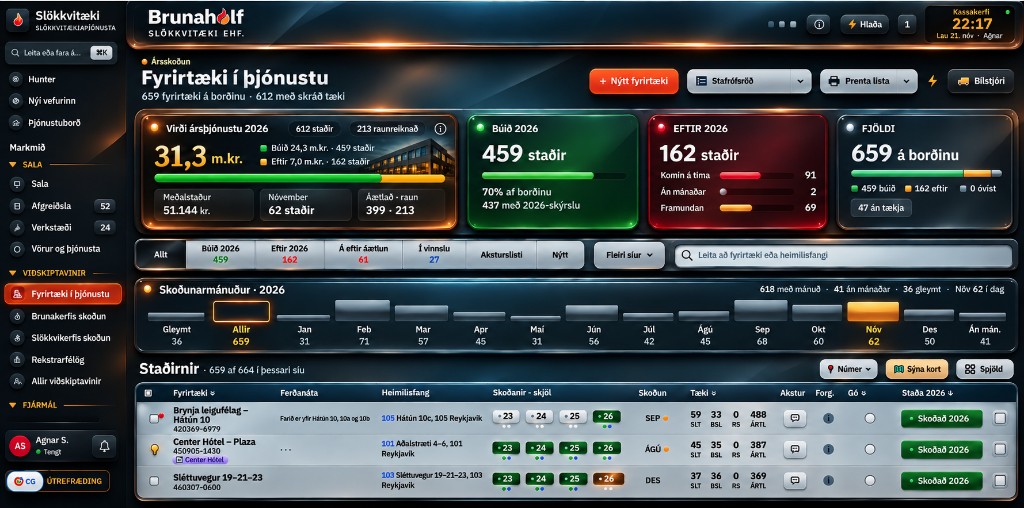 Slökkvitæki
SLÖKKVITÆKJAÞJÓNUSTA
Leita eða fara á... ⌘K
Hunter
Nýi vefurinn
Þjónustuborð
Markmið
SALA
Sala
Afgreiðsla 52
Verkstæði 24
Vörur og þjónusta
VIÐSKIPTAVINIR
Fyrirtæki í þjónustu
Brunakerfis skoðun
Slökkvikerfis skoðun
Rekstrarfélög
Allir viðskiptavinir
FJÁRMÁL
AS Agnar S.
Tengt
CG ÚTREFRÆÐING
Brunahólf
SLÖKKVITÆKI EHF.
Hlaða
1
Kassakerfi
22:17
Lau 21. nóv · Agnar
Ársskoðun
Fyrirtæki í þjónustu
659 fyrirtæki á borðinu · 612 með skráð tæki
+ Nýtt fyrirtæki
Stafrófsröð
Prenta lista
Bílstjóri
Virði ársþjónustu 2026 612 staðir 213 raunreiknað
31,3 m.kr.
Búið 24,3 m.kr. · 459 staðir
Eftir 7,0 m.kr. · 162 staðir
Meðalstaður
51.144 kr.
Nóvember
62 staðir
Áætlað · raun
399 · 213
Búið 2026
459 staðir
70% af borðinu
437 með 2026-skýrslu
EFTIR 2026
162 staðir
Komin á tíma 91
Án mánaðar 2
Framundan 69
FJÖLDI
659 á borðinu
459 búið 162 eftir 0 óvíst
47 án tækja
Allt
Búið 2026
459
Eftir 2026
162
Á eftir áætlun
61
Í vinnslu
27
Aksturslisti
Nýtt
Fleiri síur
Leita að fyrirtæki eða heimilisfangi
Skoðunarmánuður · 2026
618 með mánuð · 41 án mánaðar · 36 gleymt · Nóv 62 í dag
Gleymt Allir Jan Feb Mar Apr Maí Jún Júl Ágú Sep Okt Nóv Des Án mán.
36 659 31 71 57 45 31 56 42 45 68 60 62 50 41
Staðirnir · 659 af 664 í þessari síu
Númer
Sýna kort
Spjöld
Fyrirtæki Ferðanáta Heimilisfang Skoðanir - skjöl Skoðun Tæki Akstur Forg. Gó Staða 2026
Brynja leigufélag –
Hátún 10
420369-6979
Farið er yfir Hátún 10, 10a og 10b
105 Hátún 10c, 105 Reykjavík
23 24 25 26
SEP
59 33 0 488
SLT BSL RS ÁRTL
Skoðað 2026
Center Hótel – Plaza
450905-1430
Center Hótel
...
101 Aðalstræti 4–6, 101
Reykjavík
23 24 25 26
ÁGÚ
45 35 0 387
SLT BSL RS ÁRTL
Skoðað 2026
Sléttuvegur 19–21–23
460307-0600
103 Sléttuvegur 19–21–23, 103
Reykjavík
23 24 25 26
DES
37 36 0 369
SLT BSL RS ÁRTL
Skoðað 2026